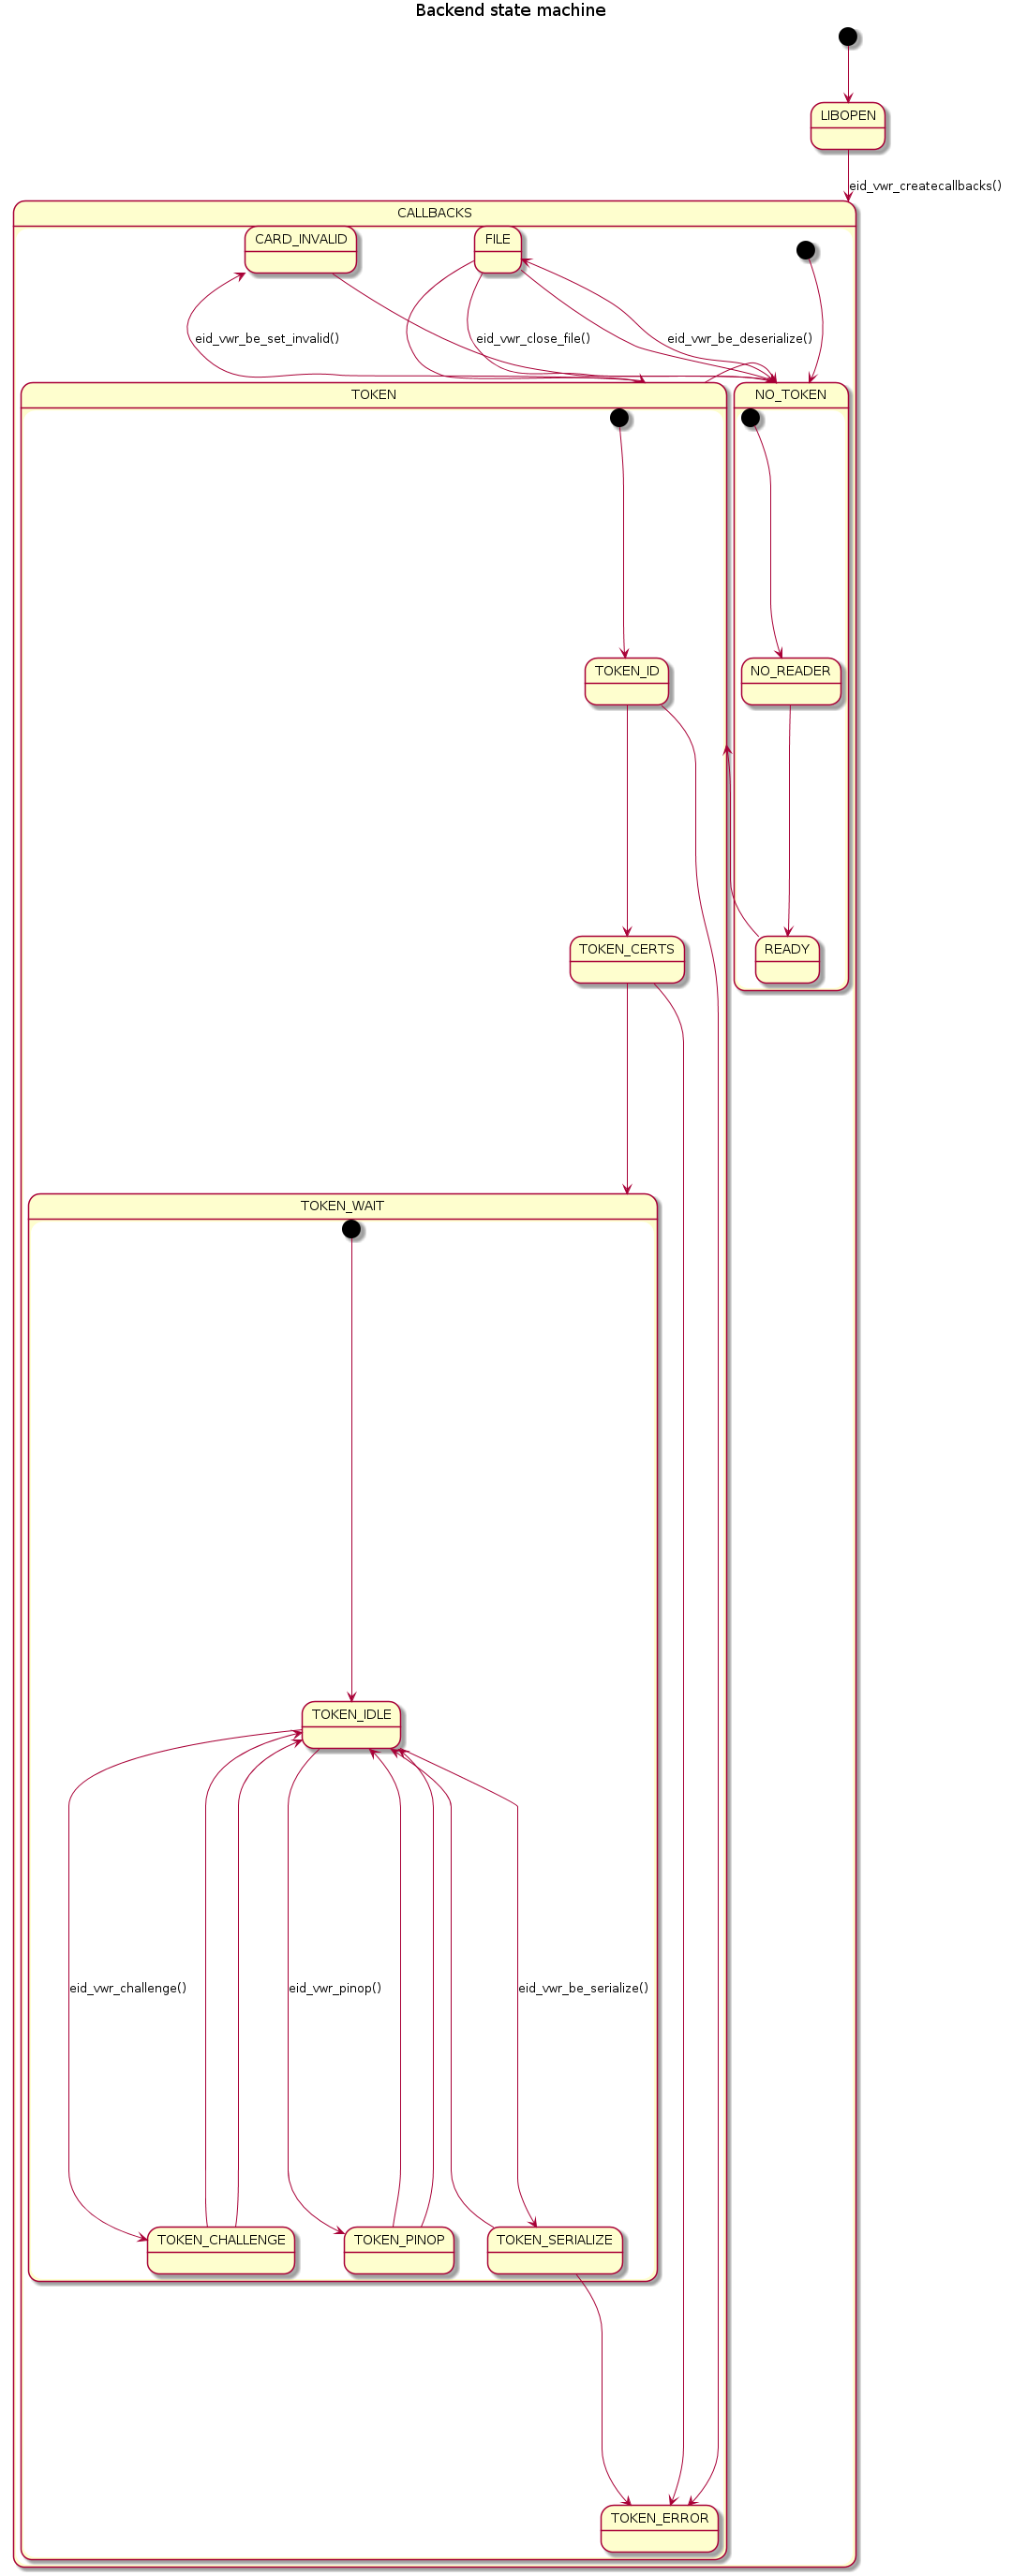 Backend state machine
LIBOPEN
eid_vwr_createcallbacks()
CALLBACKS
CARD_INVALID
FILE
eid_vwr_be_set_invalid()
eid_vwr_close_file()
eid_vwr_be_deserialize()
TOKEN
NO_TOKEN
TOKEN_ID
NO_READER
TOKEN_CERTS
READY
TOKEN_WAIT
TOKEN_IDLE
eid_vwr_challenge()
eid_vwr_pinop()
eid_vwr_be_serialize()
TOKEN_CHALLENGE
TOKEN_PINOP
TOKEN_SERIALIZE
TOKEN_ERROR